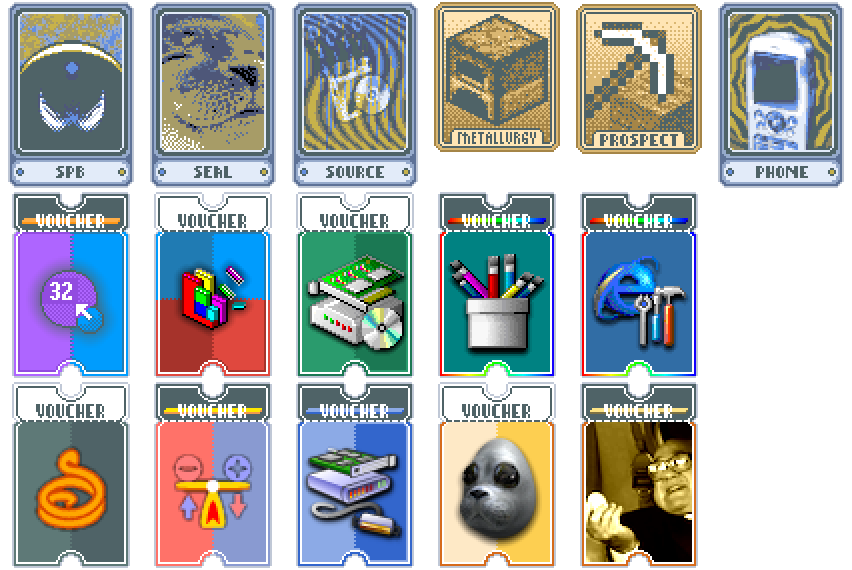 SPB
SEAL
SOURCE
METALLURGY
PROSPECT
PHONE
VOUCHER
VOUCHER
VOUCHER
VOUCHER
VOUCHER
32
VOUCHER
VOUCHER
VOUCHER
VOUCHER
VOUCHER